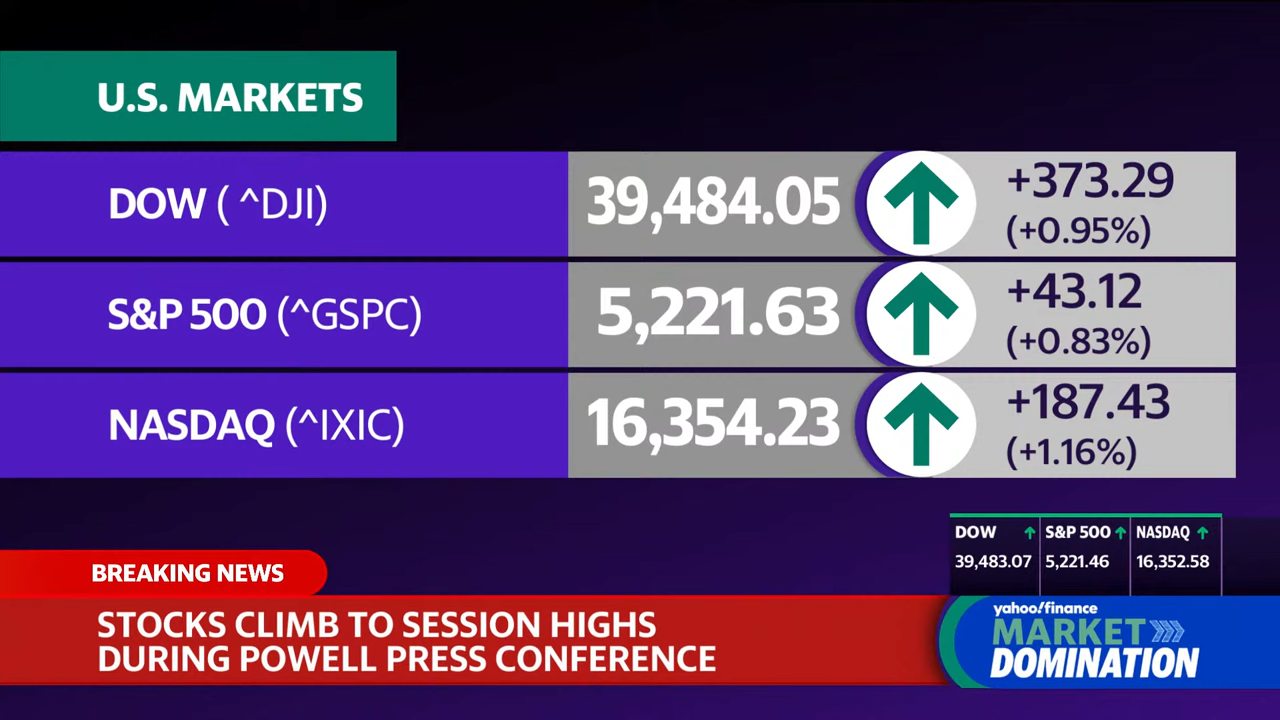 U.S. MARKETS
DOW ( ^DJI) 39,484.05 +373.29
(+0.95%)
S&P 500 (^GSPC) 5,221.63 +43.12
(+0.83%)
NASDAQ (^IXIC) 16,354.23 +187.43
(+1.16%)
DOW S&P 500 NASDAQ
39,483.07 5,221.46 16,352.58
BREAKING NEWS
STOCKS CLIMB TO SESSION HIGHS
DURING POWELL PRESS CONFERENCE
yahoo!finance
MARKET
DOMINATION